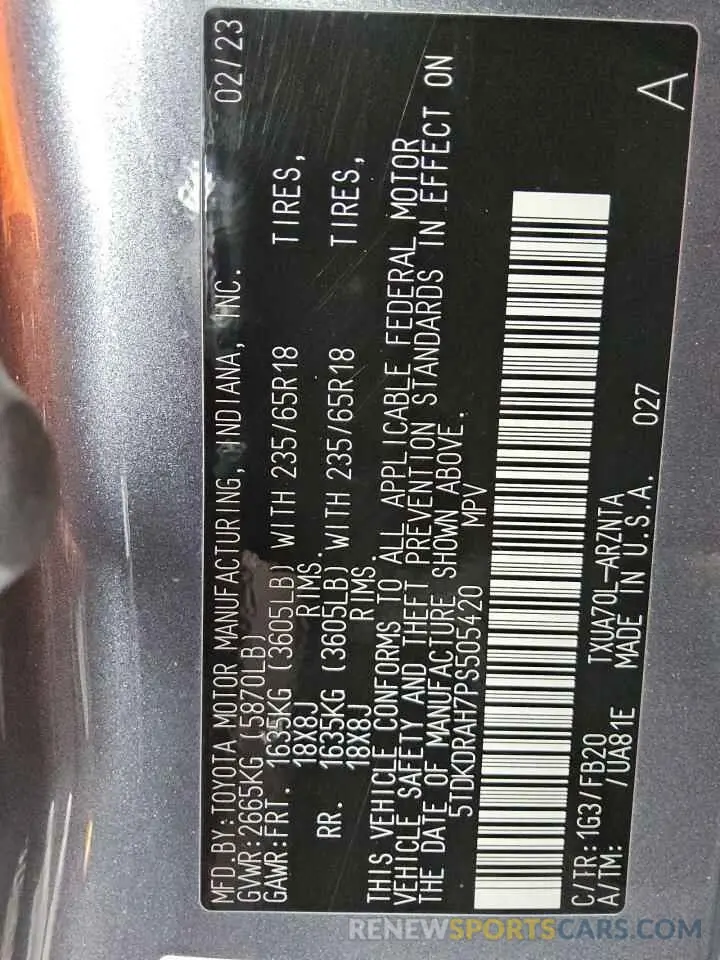 MFD.BY:TOYOTA MOTOR MANUFACTURING, INDIANA, INC. 02/23
GVWR:2665KG (5870LB)
GAWR:FRT. 1635KG (3605LB) WITH 235/65R18 TIRES,
18X8J RIMS.
RR. 1635KG (3605LB) WITH 235/65R18 TIRES,
18X8J RIMS.
THIS VEHICLE CONFORMS TO ALL APPLICABLE FEDERAL MOTOR
VEHICLE SAFETY AND THEFT PREVENTION STANDARDS IN EFFECT ON
THE DATE OF MANUFACTURE SHOWN ABOVE.
5TDKDRAH7PS505420 MPV
C/TR:1G3/FB20 TXUA70L-ARZNTA 027 A
A/TM: /UA81E MADE IN U.S.A.
RENEWSPORTSCARS.COM